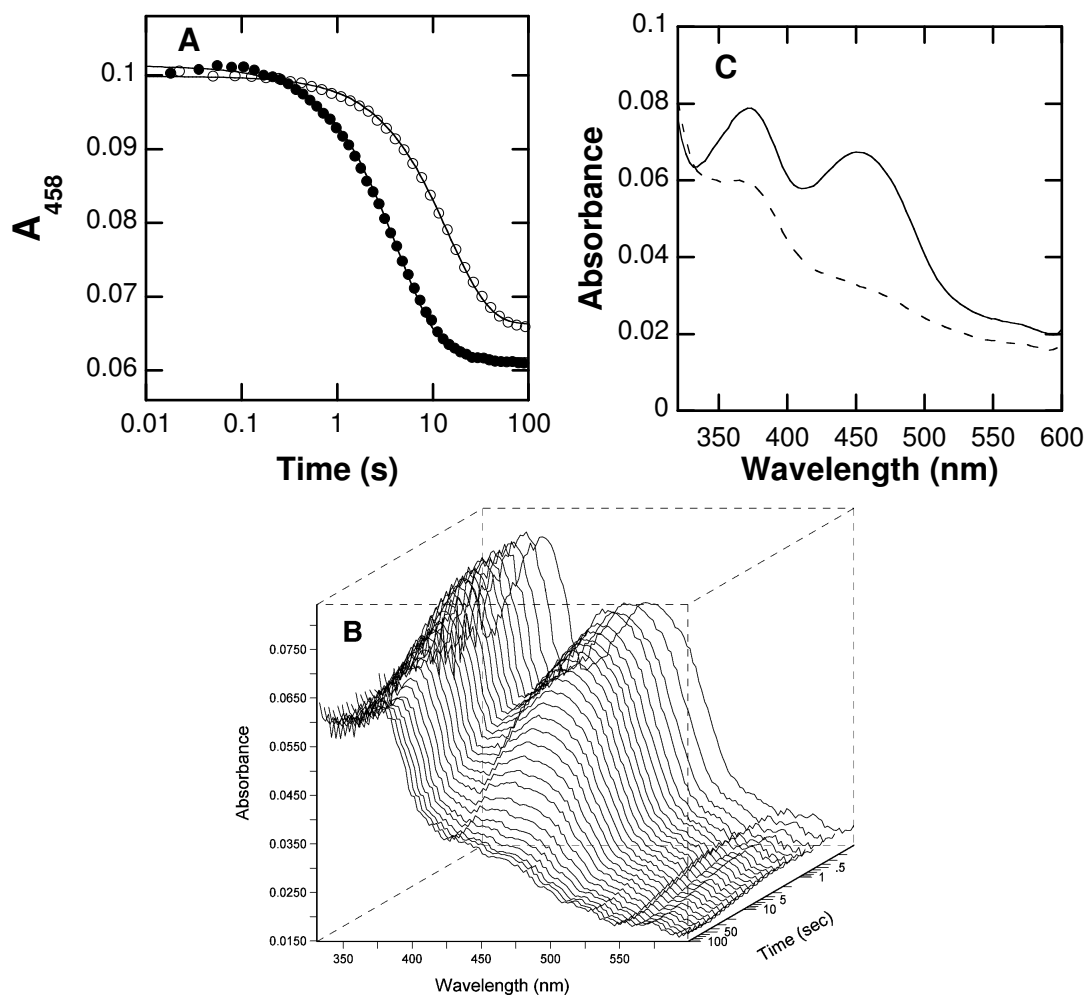 A
A 458
0.1
0.09
0.08
0.07
0.06
0.01 0.1 1 10 100
Time (s)
C
Absorbance
0.1
0.08
0.06
0.04
0.02
0
350 400 450 500 550 600
Wavelength (nm)
B
Absorbance
0.0750
0.0650
0.0550
0.0450
0.0350
0.0250
0.0150
350 400 450 500 550
Wavelength (nm)
100 50 10 5 1 .5
Time (sec)